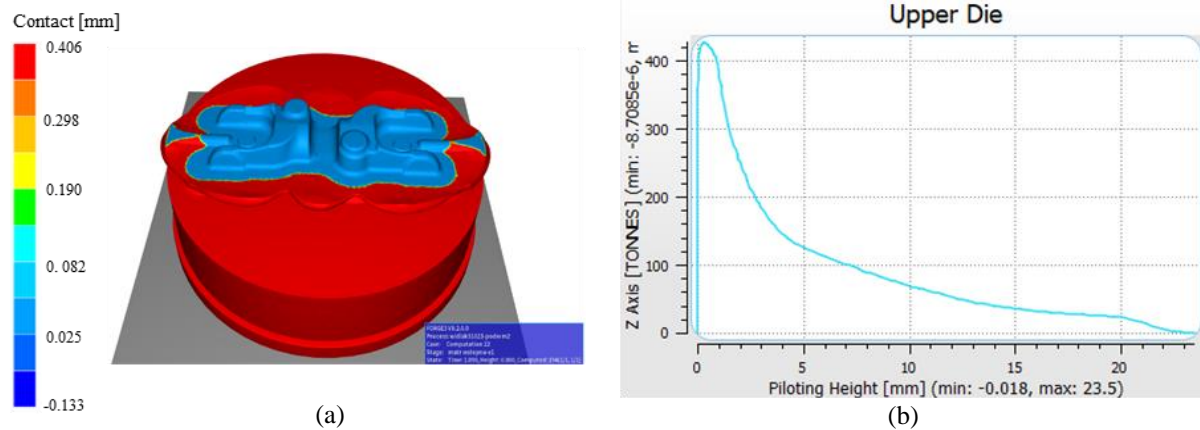 Contact [mm]
0.406
0.298
0.190
0. 082
0.025
-0.133
(a)
Upper Die
Z Axis [TONNES] (min: -8.7085e-6, m
400
300
200
100
0
0
5
10
15
20
Piloting Height [mm] (min: -0.018, max: 23.5)
(b)